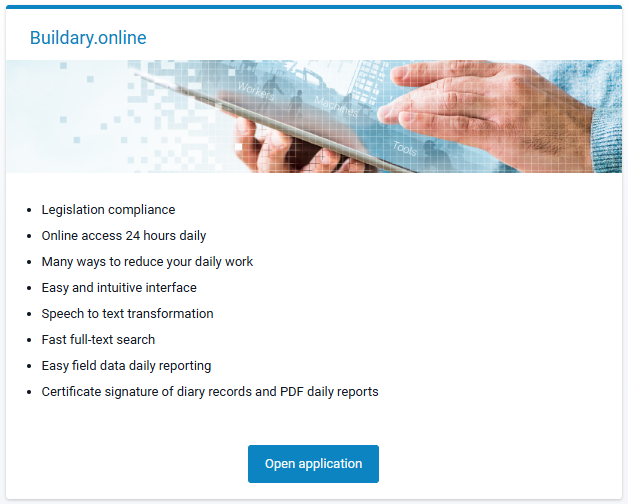 Buildary.online
Workers
Machines
Tools
Legislation compliance
Online access 24 hours daily
Many ways to reduce your daily work
Easy and intuitive interface
Speech to text transformation
Fast full-text search
Easy field data daily reporting
Certificate signature of diary records and PDF daily reports
Open application